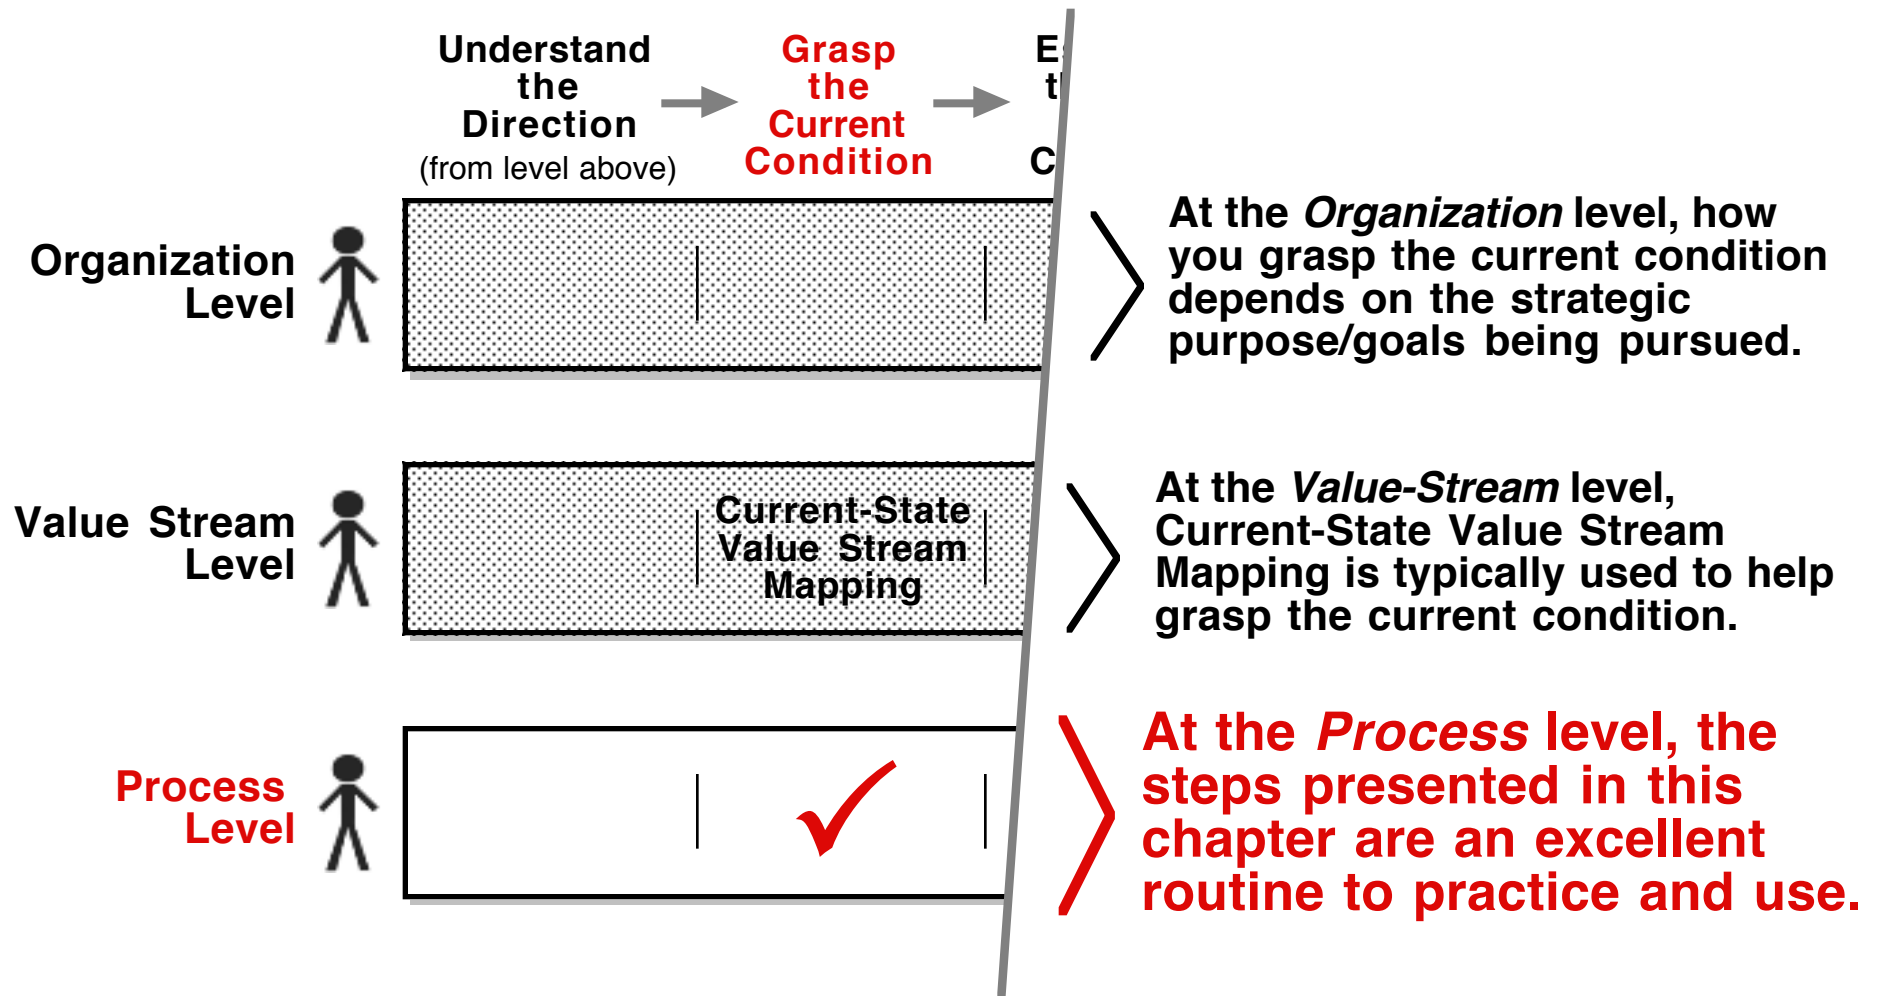 Understand
the
Direction
(from level above)
Grasp
the
Current
Condition
Organization
Level
At the Organization level, how
you grasp the current condition
depends on the strategic
purpose/goals being pursued.
Value Stream
Level
Current-State
Value Stream
Mapping
At the Value-Stream level,
Current-State Value Stream
Mapping is typically used to help
grasp the current condition.
Process
Level
At the Process level, the
steps presented in this
chapter are an excellent
routine to practice and use.